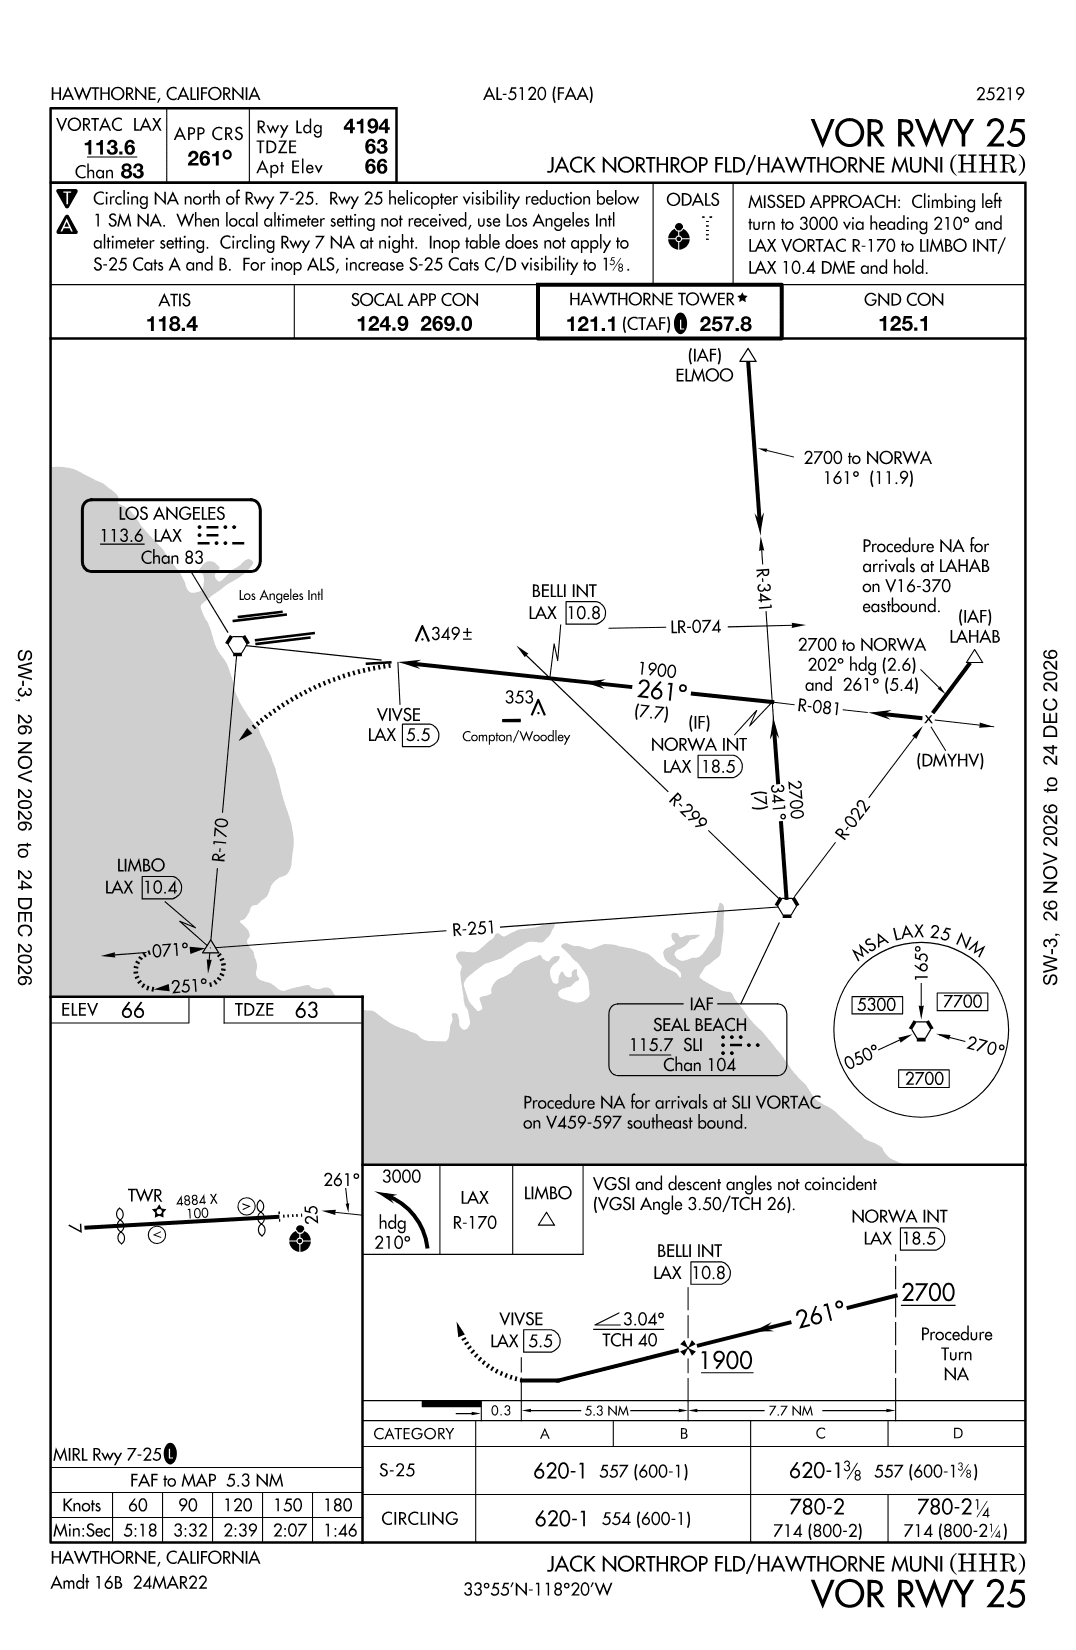 HAWTHORNE, CALIFORNIA
AL-5120 (FAA)
25219
VORTAC LAX
113.6
Chan 83
APP CRS
261°
Rwy Ldg 4194
TDZE 63
Apt Elev 66
VOR RWY 25
JACK NORTHROP FLD/HAWTHORNE MUNI (HHR)
T
A
Circling NA north of Rwy 7-25. Rwy 25 helicopter visibility reduction below
1 SM NA. When local altimeter setting not received, use Los Angeles Intl
altimeter setting. Circling Rwy 7 NA at night. Inop table does not apply to
S-25 Cats A and B. For inop ALS, increase S-25 Cats C/D visibility to 1⅝.
ODALS
MISSED APPROACH: Climbing left
turn to 3000 via heading 210° and
LAX VORTAC R-170 to LIMBO INT/
LAX 10.4 DME and hold.
ATIS
118.4
SOCAL APP CON
124.9 269.0
HAWTHORNE TOWER★
121.1 (CTAF) L 257.8
GND CON
125.1
(IAF)
ELMOO
2700 to NORWA
161° (11.9)
LOS ANGELES
113.6 LAX
Chan 83
Procedure NA for
arrivals at LAHAB
on V16-370
eastbound.
R-341
Los Angeles Intl
BELLI INT
LAX 10.8
(IAF)
LAHAB
349±
LR-074
2700 to NORWA
202° hdg (2.6)
and 261° (5.4)
1900
261°
(7.7)
353
R-081
VIVSE
LAX 5.5
Compton/Woodley
(IF)
NORWA INT
LAX 18.5
x
(DMYHV)
2700
341°
(7)
R-299
R-022
R-170
LIMBO
LAX 10.4
R-251
071°
251°
MSA LAX 25 NM
165°
5300
7700
050°
270°
2700
IAF
SEAL BEACH
115.7 SLI
Chan 104
Procedure NA for arrivals at SLI VORTAC
on V459-597 southeast bound.
SW-3, 26 NOV 2026 to 24 DEC 2026
SW-3, 26 NOV 2026 to 24 DEC 2026
ELEV 66
TDZE 63
261°
TWR
4884 X
100
V
V
7
25
MIRL Rwy 7-25 L
FAF to MAP 5.3 NM
Knots 60 90 120 150 180
Min:Sec 5:18 3:32 2:39 2:07 1:46
3000
hdg
210°
LAX
R-170
LIMBO
VGSI and descent angles not coincident
(VGSI Angle 3.50/TCH 26).
NORWA INT
LAX 18.5
BELLI INT
LAX 10.8
VIVSE
LAX 5.5
3.04°
TCH 40
261°
2700
1900
Procedure
Turn
NA
0.3
5.3 NM
7.7 NM
CATEGORY A B C D
S-25 620-1 557 (600-1) 620-1⅜ 557 (600-1⅜)
CIRCLING 620-1 554 (600-1)
780-2
714 (800-2)
780-2¼
714 (800-2¼)
HAWTHORNE, CALIFORNIA
Amdt 16B 24MAR22
33°55'N-118°20'W
JACK NORTHROP FLD/HAWTHORNE MUNI (HHR)
VOR RWY 25